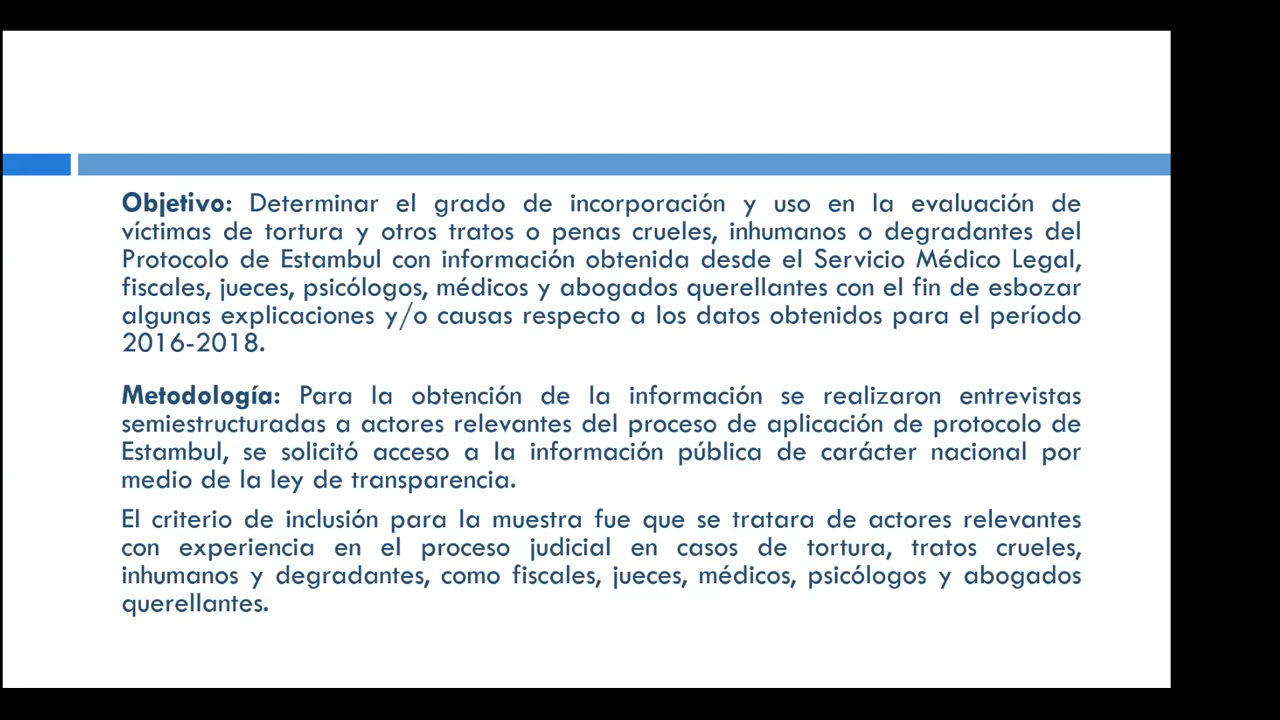 Objetivo: Determinar el grado de incorporación y uso en la evaluación de
víctimas de tortura y otros tratos o penas crueles, inhumanos o degradantes del
Protocolo de Estambul con información obtenida desde el Servicio Médico Legal,
fiscales, jueces, psicólogos, médicos y abogados querellantes con el fin de esbozar
algunas explicaciones y/o causas respecto a los datos obtenidos para el período
2016-2018.
Metodología: Para la obtención de la información se realizaron entrevistas
semiestructuradas a actores relevantes del proceso de aplicación de protocolo de
Estambul, se solicitó acceso a la información pública de carácter nacional por
medio de la ley de transparencia.
El criterio de inclusión para la muestra fue que se tratara de actores relevantes
con experiencia en el proceso judicial en casos de tortura, tratos crueles,
inhumanos y degradantes, como fiscales, jueces, médicos, psicólogos y abogados
querellantes.